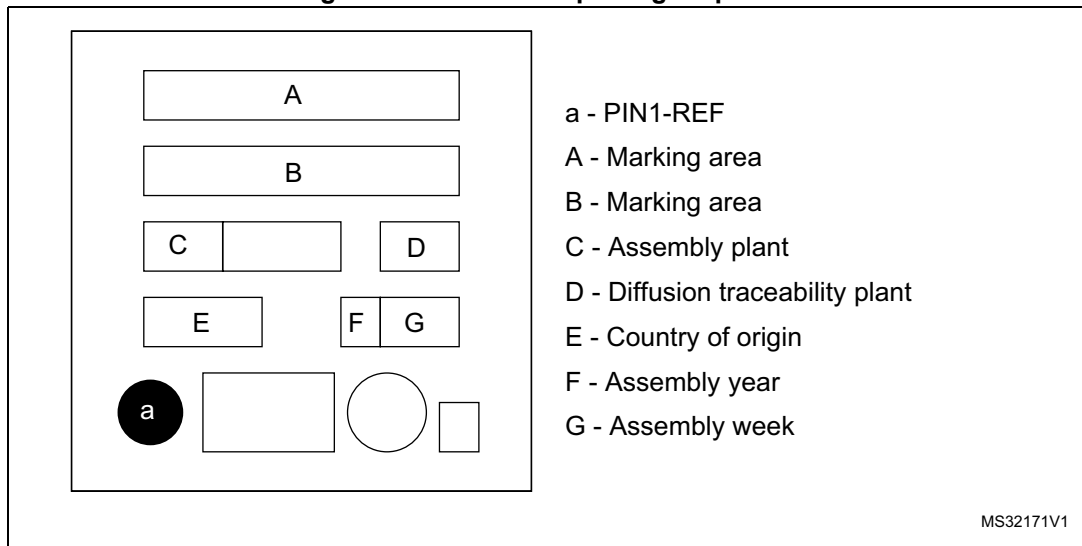 A
B
C
D
E
F
G
a
a - PIN1-REF
A - Marking area
B - Marking area
C - Assembly plant
D - Diffusion traceability plant
E - Country of origin
F - Assembly year
G - Assembly week
MS32171V1